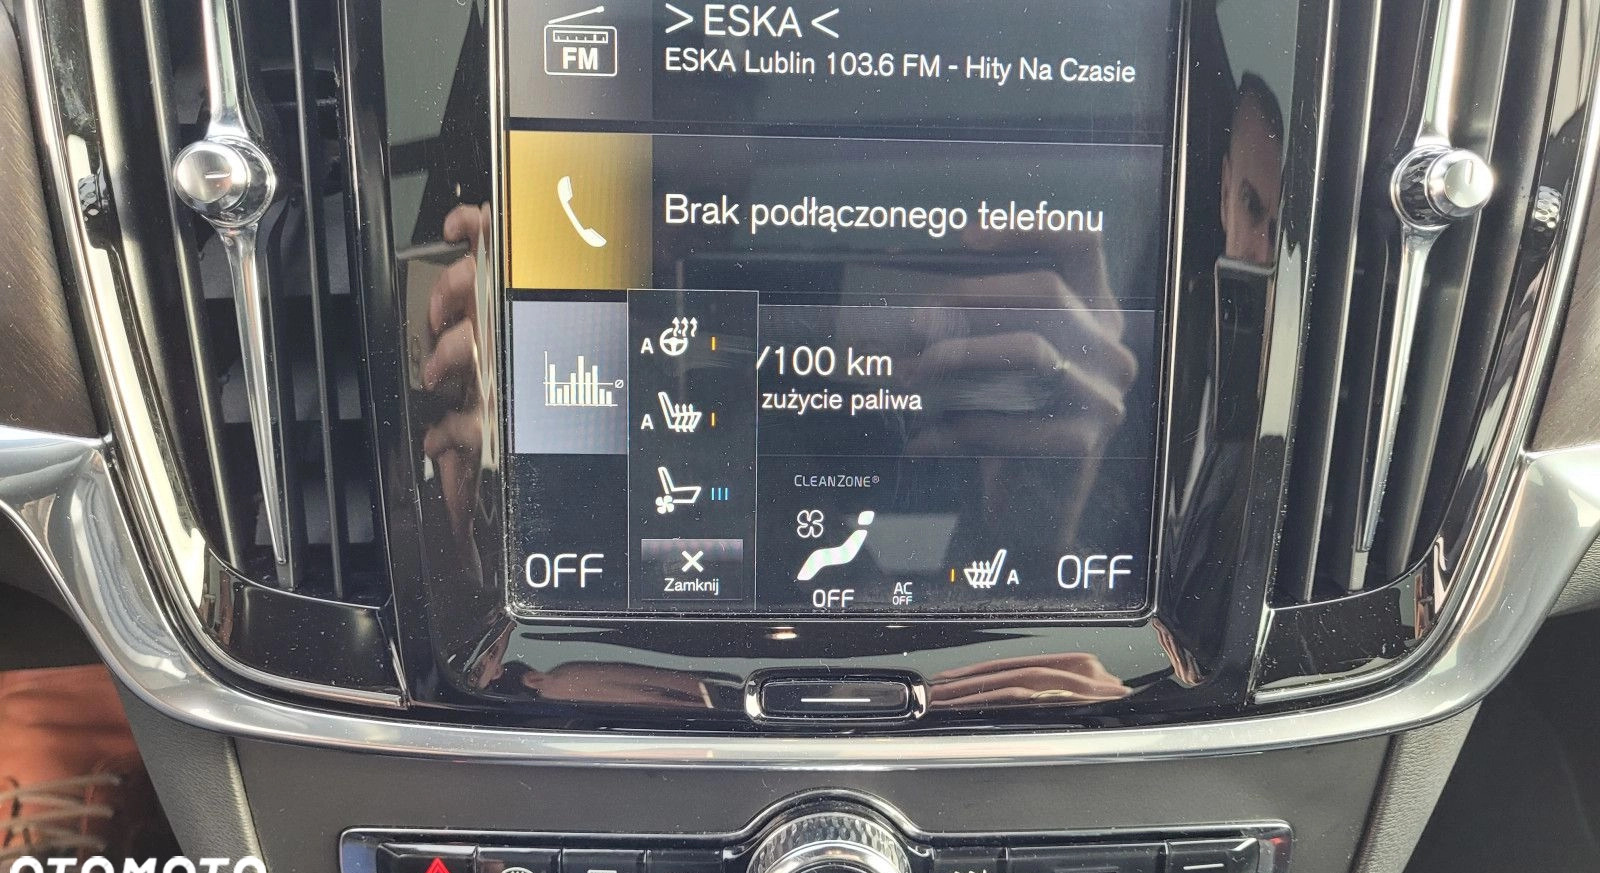 > ESKA <
FM
ESKA Lublin 103.6 FM - Hity Na Czasie
Brak podłączonego telefonu
A
/100 km
zużycie paliwa
A
CLEANZONE®
OFF
✕
Zamknij
OFF
AC
OFF
A
OFF
OTOMOTO